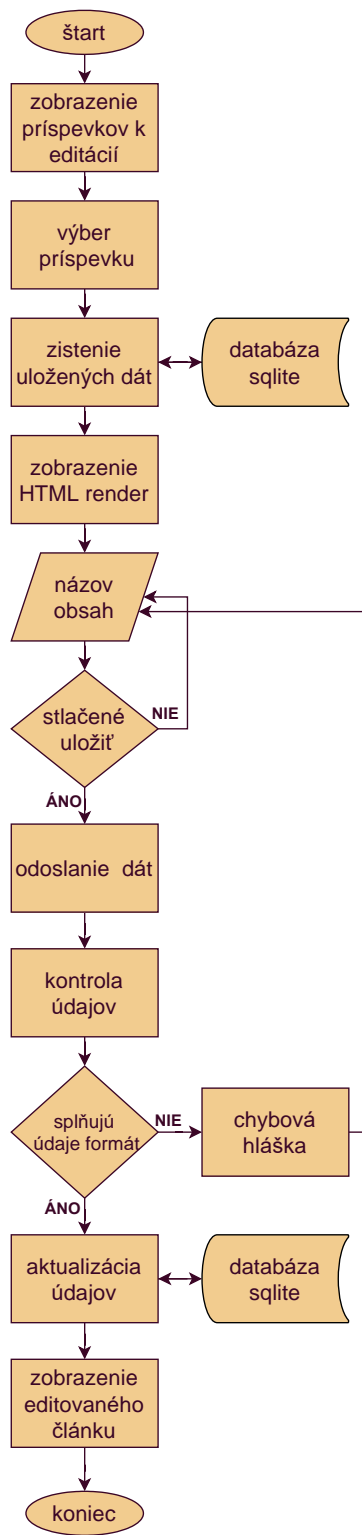 štart
zobrazenie
príspevkov k
editácií
výber
príspevku
zistenie
uložených dát
databáza
sqlite
zobrazenie
HTML render
názov
obsah
stlačené
uložiť
NIE
ÁNO
odoslanie  dát
kontrola
údajov
splňujú
údaje formát
NIE
chybová
hláška
ÁNO
aktualizácia
údajov
databáza
sqlite
zobrazenie
editovaného
článku
koniec